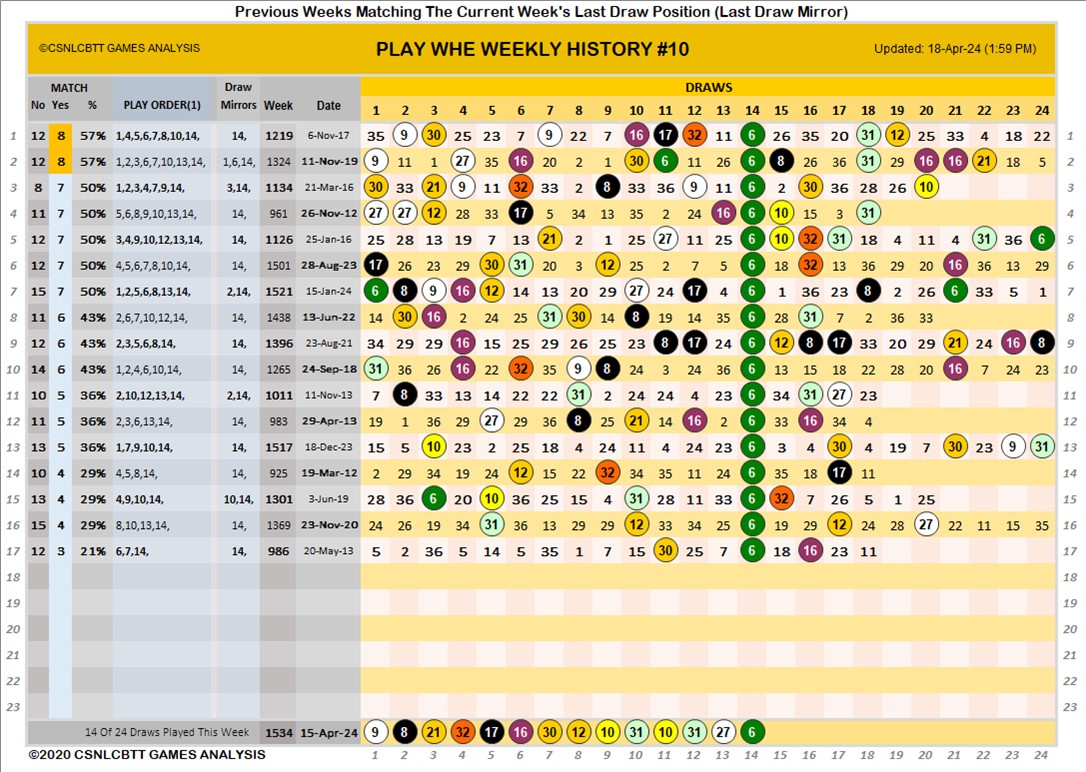 Previous Weeks Matching The Current Week's Last Draw Position (Last Draw Mirror)
©CSNLCBTT GAMES ANALYSIS PLAY WHE WEEKLY HISTORY #10 Updated: 18-Apr-24 (1:59 PM)
MATCH Draw DRAWS
No Yes % PLAY ORDER(1) Mirrors Week Date 1 2 3 4 5 6 7 8 9 10 11 12 13 14 15 16 17 18 19 20 21 22 23 24
1 12 8 57% 1,4,5,6,7,8,10,14, 14, 1219 6-Nov-17 35 9 30 25 23 7 9 22 7 16 17 32 11 6 26 35 20 31 12 25 33 4 18 22 1
2 12 8 57% 1,2,3,6,7,10,13,14, 1,6,14, 1324 11-Nov-19 9 11 1 27 35 16 20 2 1 30 6 11 26 6 8 26 36 31 29 16 16 21 18 5 2
3 8 7 50% 1,2,3,4,7,9,14, 3,14, 1134 21-Mar-16 30 33 21 9 11 32 33 2 8 33 36 9 11 6 2 30 36 28 26 10 3
4 11 7 50% 5,6,8,9,10,13,14, 14, 961 26-Nov-12 27 27 12 28 33 17 5 34 13 35 2 24 16 6 10 15 3 31 4
5 12 7 50% 3,4,9,10,12,13,14, 14, 1126 25-Jan-16 25 28 13 19 7 13 21 2 1 25 27 11 25 6 10 32 31 18 4 11 4 31 36 6 5
6 12 7 50% 4,5,6,7,8,10,14, 14, 1501 28-Aug-23 17 26 23 29 30 31 20 3 12 25 2 7 5 6 18 32 13 36 29 20 16 36 13 29 6
7 15 7 50% 1,2,5,6,8,13,14, 2,14, 1521 15-Jan-24 6 8 9 16 12 14 13 20 29 27 24 17 4 6 1 36 23 8 2 26 6 33 5 1 7
8 11 6 43% 2,6,7,10,12,14, 14, 1438 13-Jun-22 14 30 16 2 24 25 31 30 14 8 19 14 35 6 28 31 7 2 36 33 8
9 12 6 43% 2,3,5,6,8,14, 14, 1396 23-Aug-21 34 29 29 16 15 25 29 26 25 23 8 17 24 6 12 8 17 33 20 29 21 24 16 8 9
10 14 6 43% 1,2,4,6,10,14, 14, 1265 24-Sep-18 31 36 26 16 22 32 35 9 8 24 3 24 36 6 13 15 18 22 28 20 16 7 24 23 10
11 10 5 36% 2,10,12,13,14, 2,14, 1011 11-Nov-13 7 8 33 13 14 22 22 31 2 24 24 4 23 6 34 31 27 23 11
12 11 5 36% 2,3,6,13,14, 14, 983 29-Apr-13 19 1 36 29 27 29 36 8 25 21 14 16 2 6 33 16 34 4 12
13 13 5 36% 1,7,9,10,14, 14, 1517 18-Dec-23 15 5 10 23 2 25 18 4 24 11 4 24 23 6 3 4 30 4 19 7 30 23 9 31 13
14 10 4 29% 4,5,8,14, 14, 925 19-Mar-12 2 29 34 19 24 12 15 22 32 24 35 11 24 6 35 18 17 11 14
15 13 4 29% 4,9,10,14, 10,14, 1301 3-Jun-19 28 36 6 20 10 36 25 15 4 31 28 11 33 6 32 7 26 5 1 25 15
16 15 4 29% 8,10,13,14, 14, 1369 23-Nov-20 24 26 19 34 31 36 13 29 29 12 33 34 25 6 19 29 12 24 28 27 22 11 15 35 16
17 12 3 21% 6,7,14, 14, 986 20-May-13 5 2 36 5 14 5 35 1 7 15 30 25 7 6 18 16 23 11 17
18 18
19 19
20 20
21 21
22 22
23 23
14 Of 24 Draws Played This Week 1534 15-Apr-24 9 8 21 32 17 16 30 12 10 31 10 31 27 6
©2020 CSNLCBTT GAMES ANALYSIS 1 2 3 4 5 6 7 8 9 10 11 12 13 14 15 16 17 18 19 20 21 22 23 24